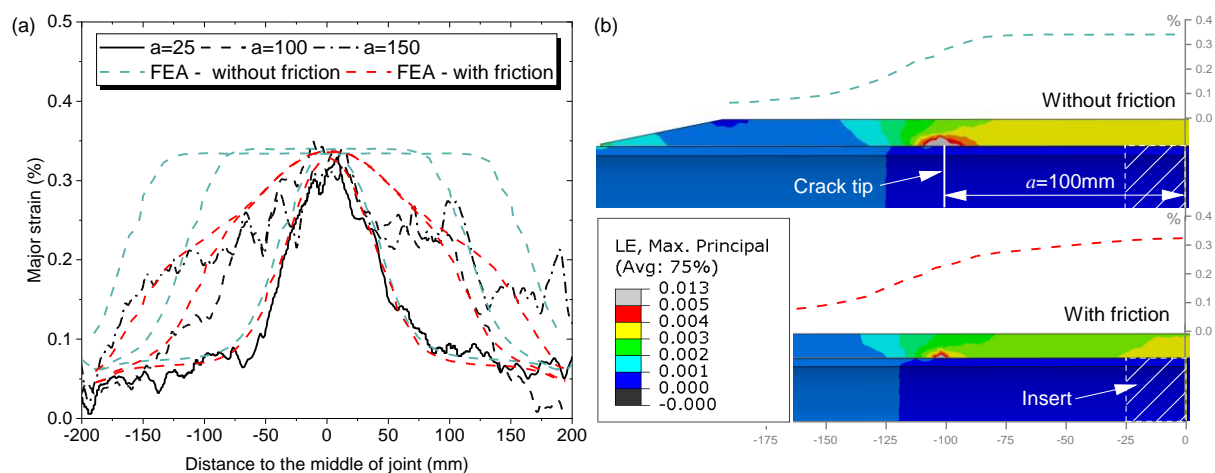 (a)
0.5
0.4
0.3
0.2
0.1
0.0
Major strain (%)
a=25 a=100 a=150
FEA - without friction FEA - with friction
-200 -150 -100 -50 0 50 100 150 200
Distance to the middle of joint (mm)
(b)
%
0.4
0.3
0.2
0.1
0.0
Without friction
Crack tip
a=100mm
%
0.4
0.3
0.2
0.1
0.0
With friction
LE, Max. Principal
(Avg: 75%)
0.013
0.005
0.004
0.003
0.002
0.001
0.000
-0.000
Insert
-175 -150 -125 -100 -75 -50 -25 0